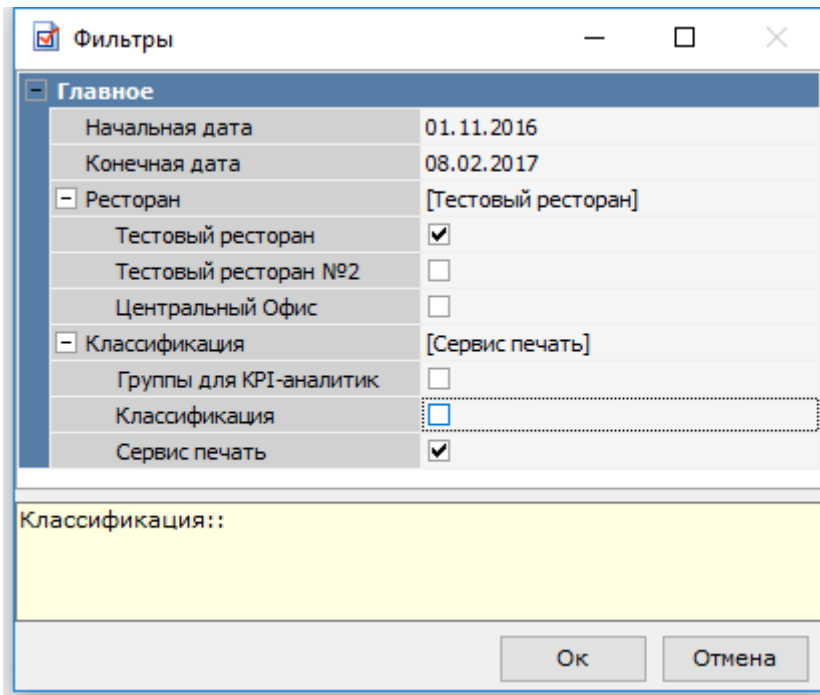 Фильтры
Главное
Начальная дата 01.11.2016
Конечная дата 08.02.2017
Ресторан [Тестовый ресторан]
Тестовый ресторан
Тестовый ресторан №2
Центральный Офис
Классификация [Сервис печать]
Группы для KPI-аналитик
Классификация
Сервис печать
Классификация::
Ок Отмена